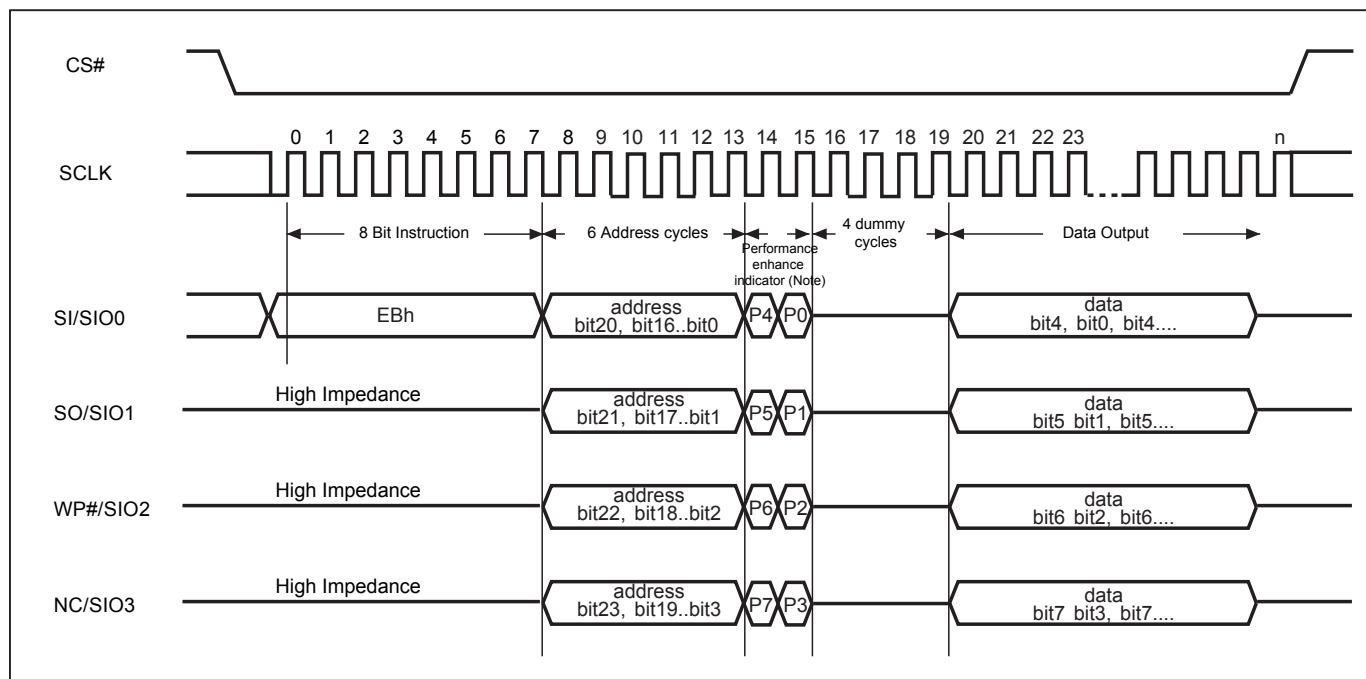 CS#
0 1 2 3 4 5 6 7 8 9 10 11 12 13 14 15 16 17 18 19 20 21 22 23 n
SCLK
8 Bit Instruction
6 Address cycles
Performance
enhance
indicator (Note)
4 dummy
cycles
Data Output
SI/SIO0
EBh
address
bit20, bit16..bit0
P4 P0
data
bit4, bit0, bit4....
SO/SIO1
High Impedance
address
bit21, bit17..bit1
P5 P1
data
bit5 bit1, bit5....
WP#/SIO2
High Impedance
address
bit22, bit18..bit2
P6 P2
data
bit6 bit2, bit6....
NC/SIO3
High Impedance
address
bit23, bit19..bit3
P7 P3
data
bit7 bit3, bit7....